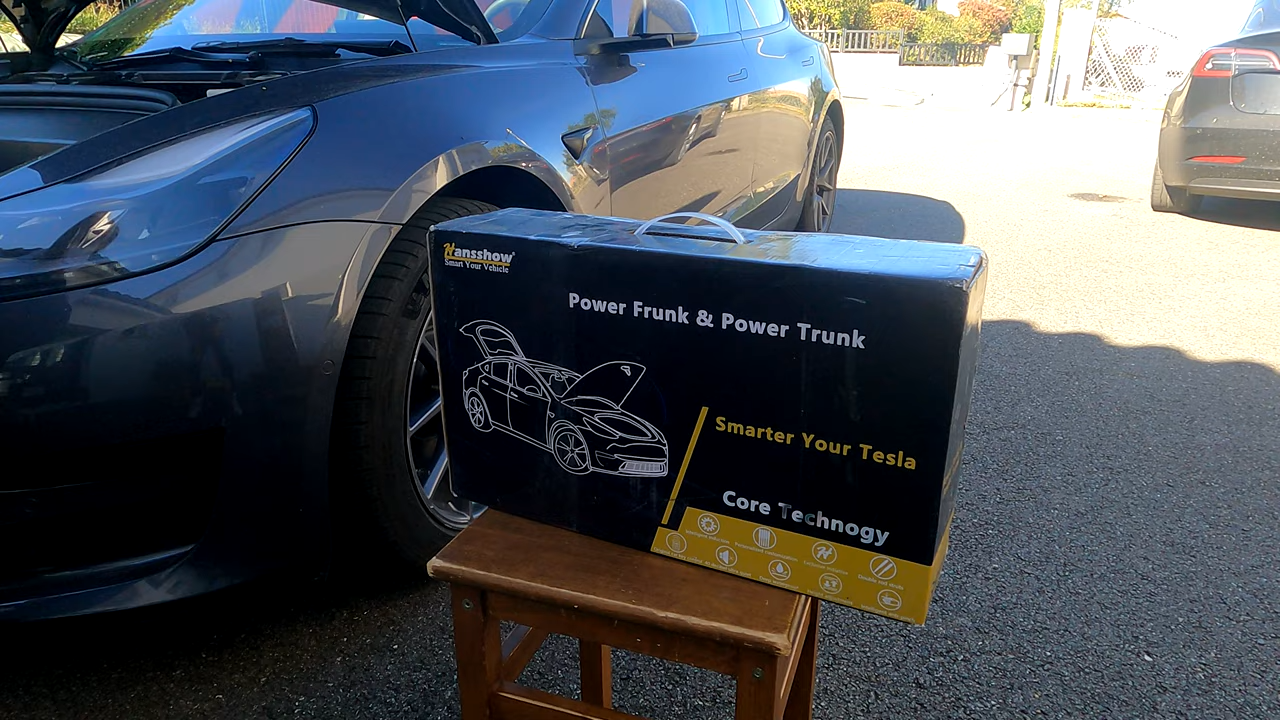 Hansshow
Smart Your Vehicle
Power Frunk & Power Trunk
Smarter Your Tesla
Core Technogy